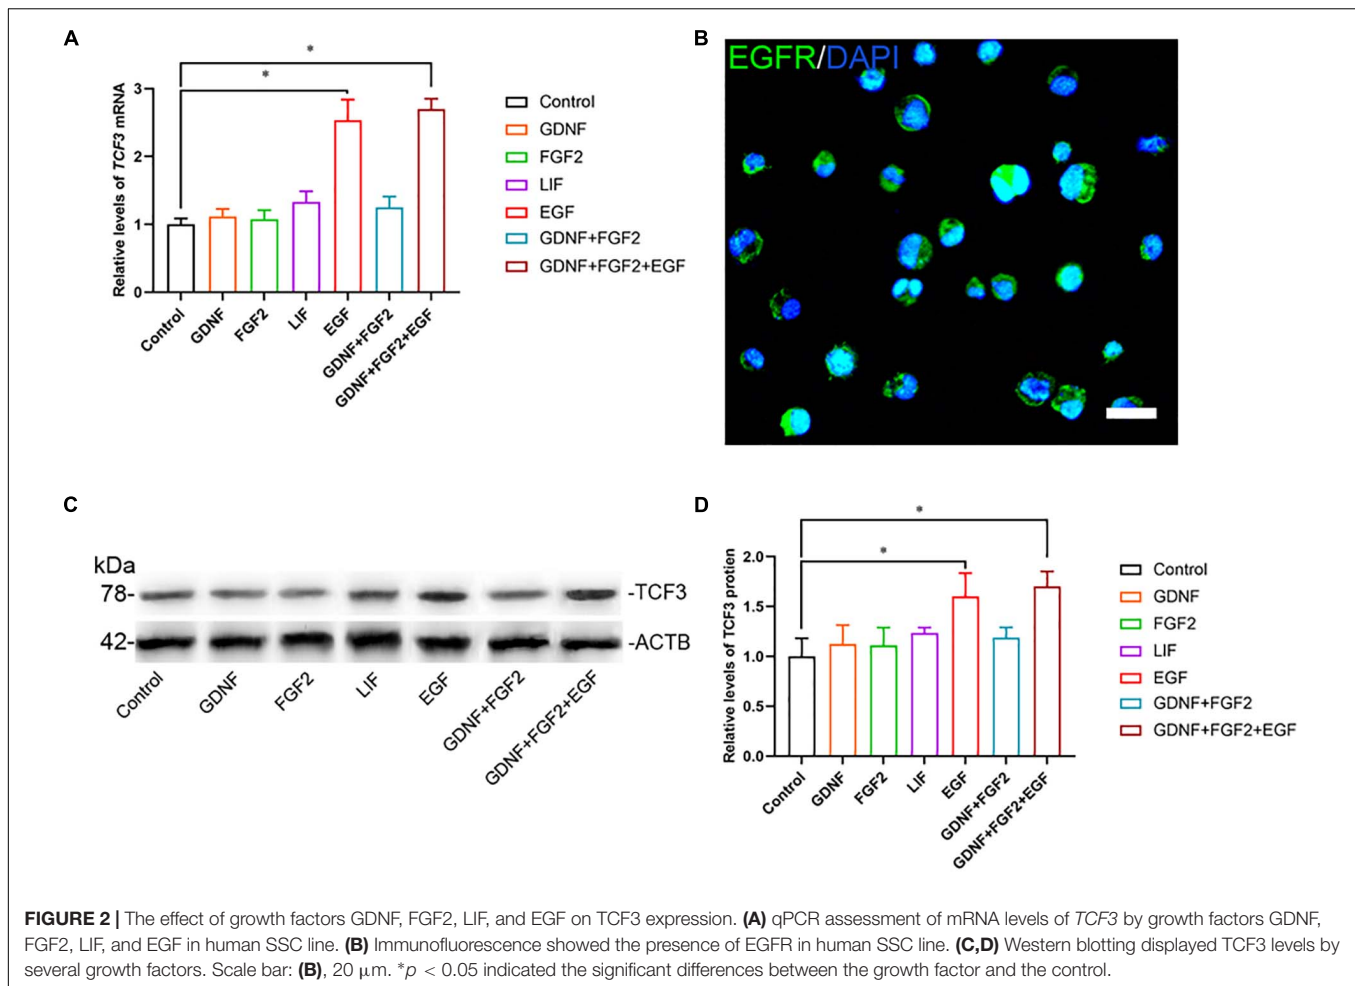 A
Relative levels of TCF3 mRNA
3
2
1
0
*
*
Control
GDNF
FGF2
LIF
EGF
GDNF+FGF2
GDNF+FGF2+EGF
Control
GDNF
FGF2
LIF
EGF
GDNF+FGF2
GDNF+FGF2+EGF
B
EGFR/DAPI
C
kDa
78-
-TCF3
42-
-ACTB
Control
GDNF
FGF2
LIF
EGF
GDNF+FGF2
GDNF+FGF2+EGF
D
Relative levels of TCF3 protien
2.0
1.5
1.0
0.5
0.0
*
*
Control
GDNF
FGF2
LIF
EGF
GDNF+FGF2
GDNF+FGF2+EGF
Control
GDNF
FGF2
LIF
EGF
GDNF+FGF2
GDNF+FGF2+EGF
FIGURE 2 | The effect of growth factors GDNF, FGF2, LIF, and EGF on TCF3 expression. (A) qPCR assessment of mRNA levels of TCF3 by growth factors GDNF,
FGF2, LIF, and EGF in human SSC line. (B) Immunofluorescence showed the presence of EGFR in human SSC line. (C,D) Western blotting displayed TCF3 levels by
several growth factors. Scale bar: (B), 20 μm. *p < 0.05 indicated the significant differences between the growth factor and the control.